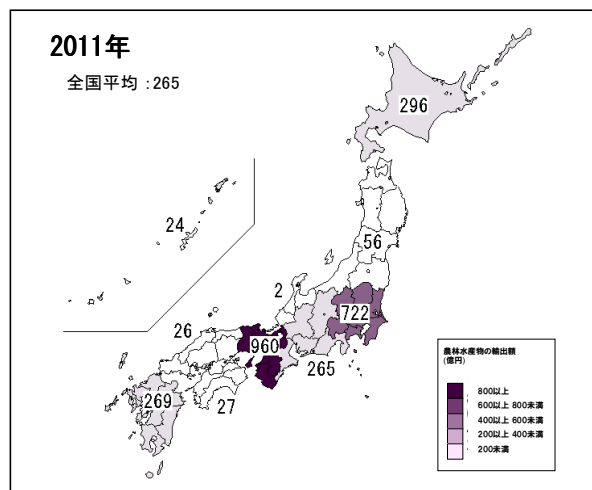 2011年
全国平均 :265
296
24
56
2
722
26
960
265
269
27
農林水産物の輸出額
(億円)
800以上
600以上 800未満
400以上 600未満
200以上 400未満
200未満